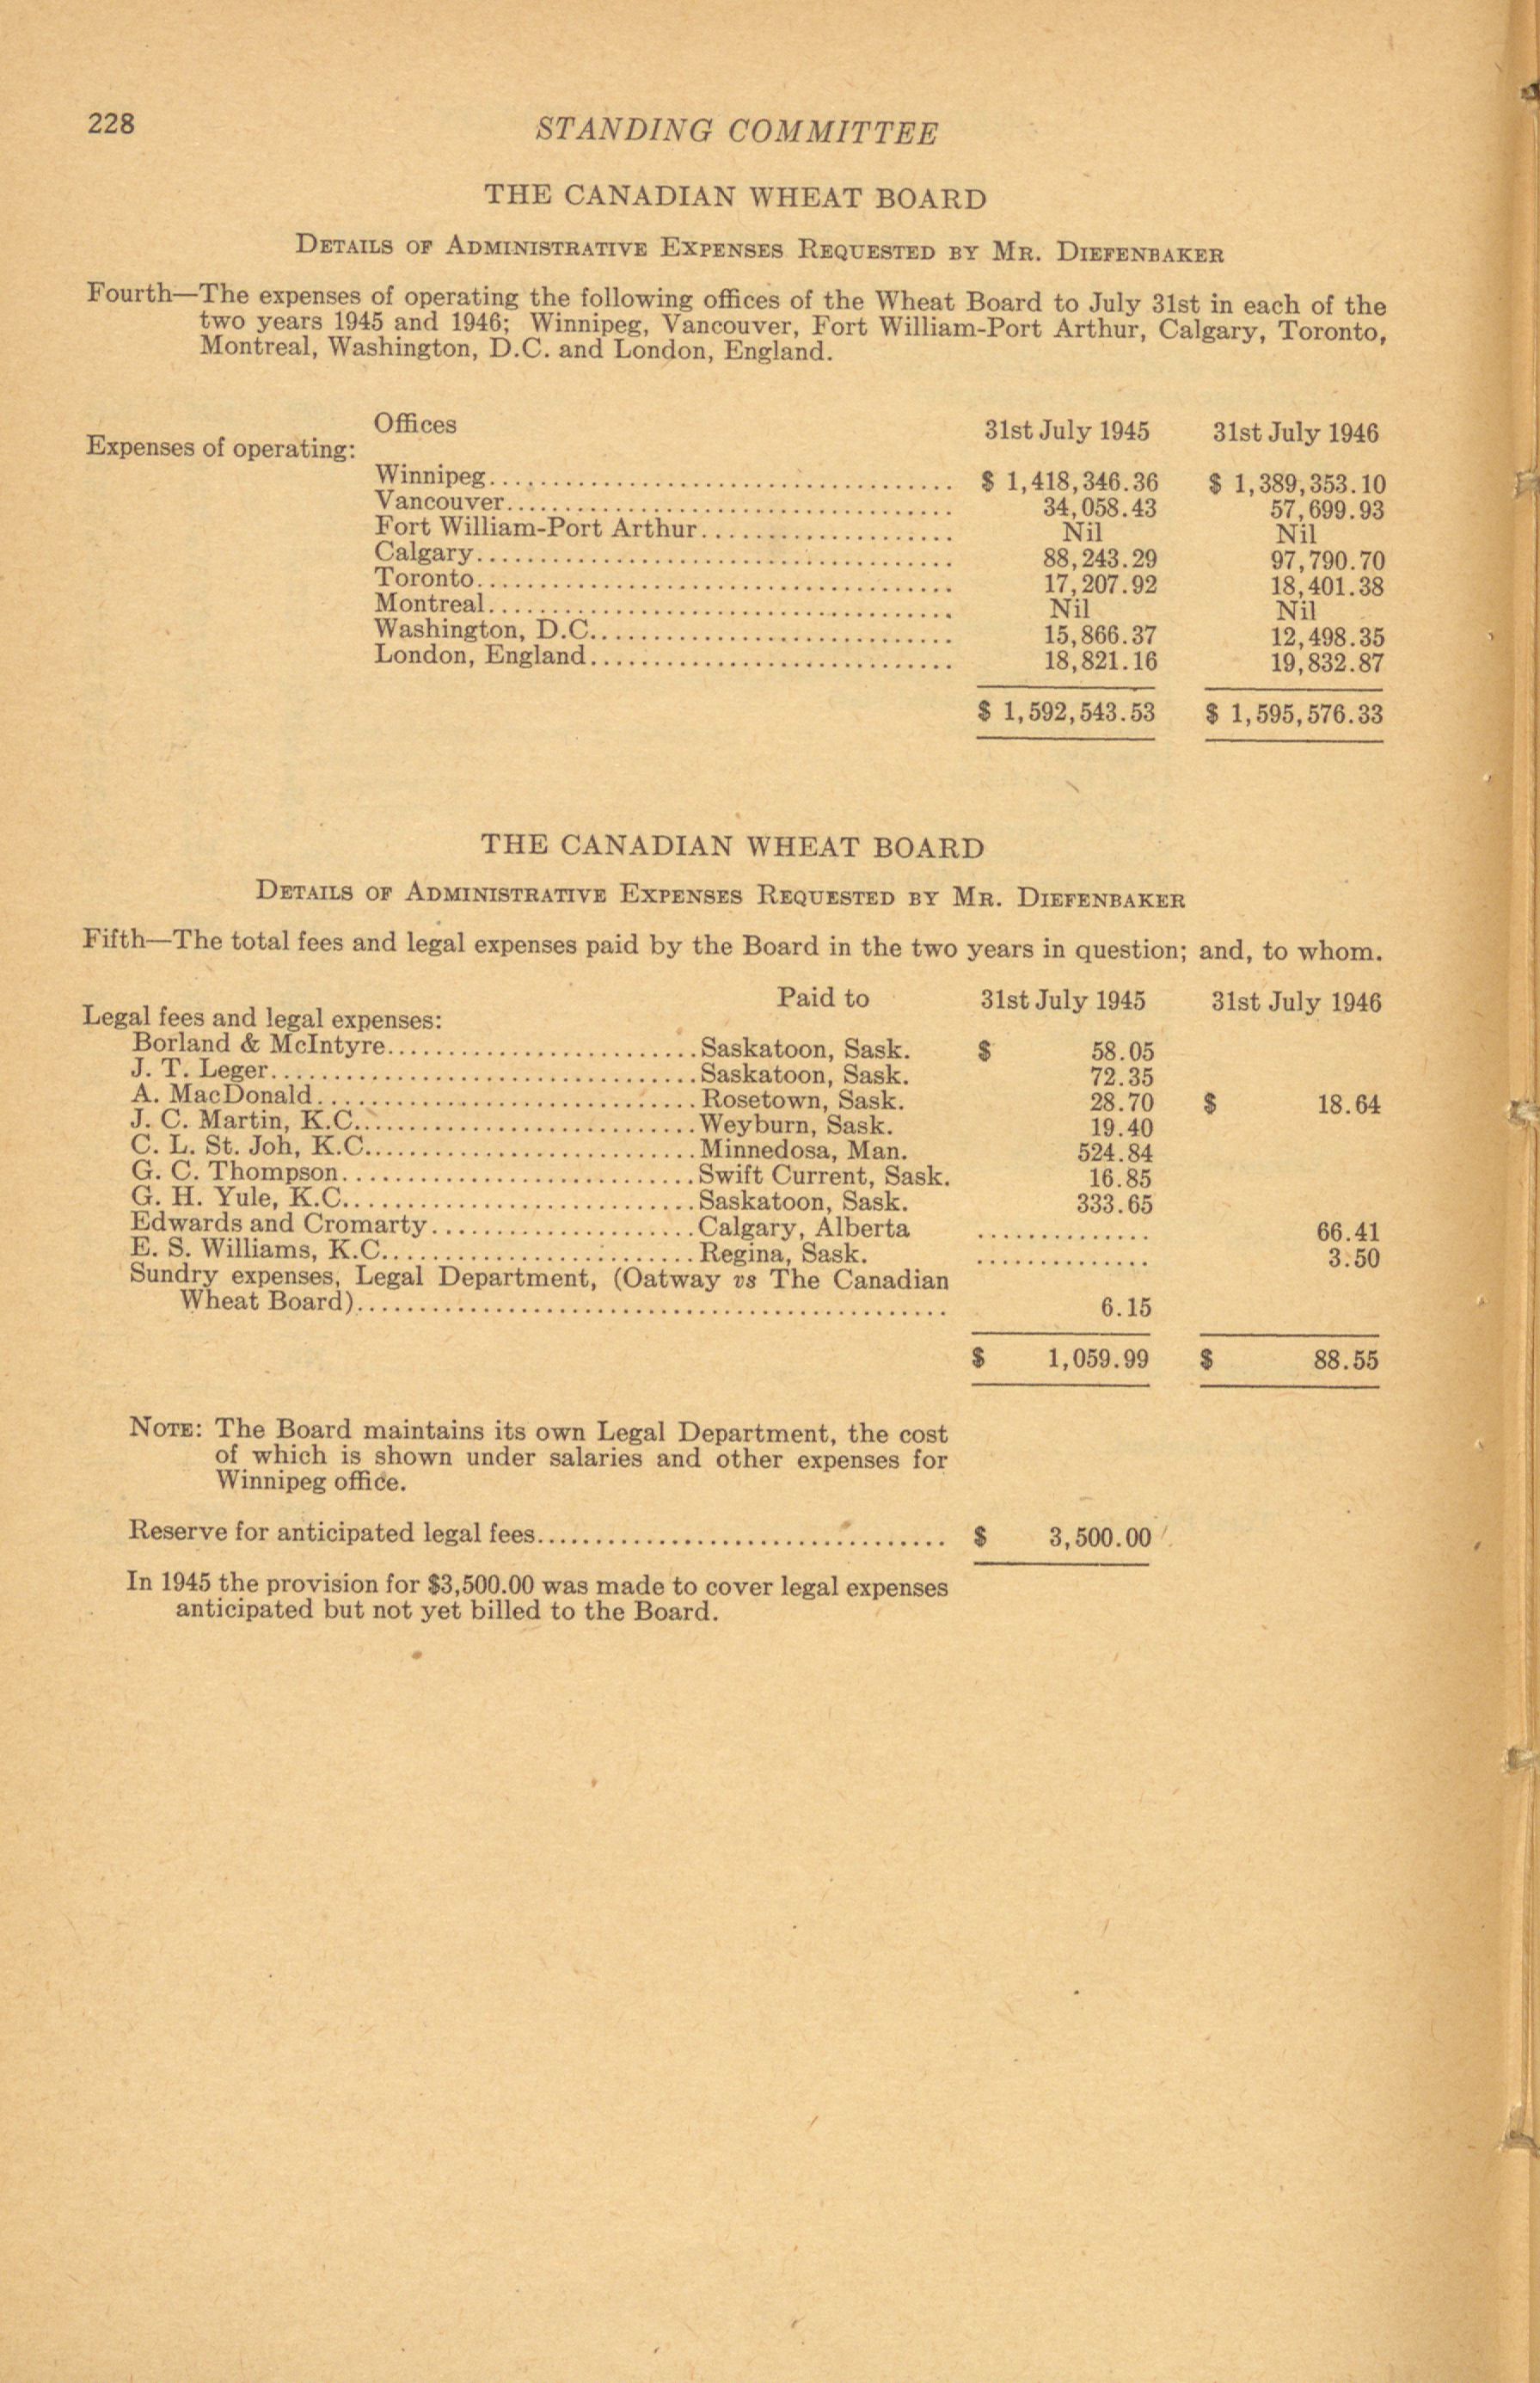 228
STANDING COMMITTEE
THE CANADIAN WHEAT BOARD
DETAILS OF ADMINISTRATIVE EXPENSES REQUESTED BY MR. DIEFENBAKER
Fourth—The expenses of operating the following offices of the Wheat Board to July 31st in each of the
two years 1945 and 1946; Winnipeg, Vancouver, Fort William-Port Arthur, Calgary, Toronto,
Montreal, Washington, D.C. and London, England.
Offices 31st July 1945 31st July 1946
Expenses of operating:
Winnipeg........................................ $ 1,418,346.36 $ 1,389,353.10
Vancouver........................................ 34,058.43 57,699.93
Fort William-Port Arthur.................... Nil Nil
Calgary........................................ 88,243.29 97,790.70
Toronto........................................ 17,207.92 18,401.38
Montreal........................................ Nil Nil
Washington, D.C............................. 15,866.37 12,498.35
London, England............................. 18,821.16 19,832.87
$ 1,592,543.53 $ 1,595,576.33
THE CANADIAN WHEAT BOARD
DETAILS OF ADMINISTRATIVE EXPENSES REQUESTED BY MR. DIEFENBAKER
Fifth—The total fees and legal expenses paid by the Board in the two years in question; and, to whom.
Paid to 31st July 1945 31st July 1946
Legal fees and legal expenses:
Borland & McIntyre.........................Saskatoon, Sask. $ 58.05
J. T. Leger..................................Saskatoon, Sask. 72.35
A. MacDonald..............................Rosetown, Sask. 28.70 $ 18.64
J. C. Martin, K.C...........................Weyburn, Sask. 19.40
C. L. St. Joh, K.C..........................Minnedosa, Man. 524.84
G. C. Thompson............................Swift Current, Sask. 16.85
G. H. Yule, K.C............................Saskatoon, Sask. 333.65
Edwards and Cromarty.....................Calgary, Alberta .............. 66.41
E. S. Williams, K.C.........................Regina, Sask. .............. 3.50
Sundry expenses, Legal Department, (Oatway vs The Canadian
Wheat Board)............................................... 6.15
$ 1,059.99 $ 88.55
NOTE: The Board maintains its own Legal Department, the cost
of which is shown under salaries and other expenses for
Winnipeg office.
Reserve for anticipated legal fees.................................. $ 3,500.00
In 1945 the provision for $3,500.00 was made to cover legal expenses
anticipated but not yet billed to the Board.